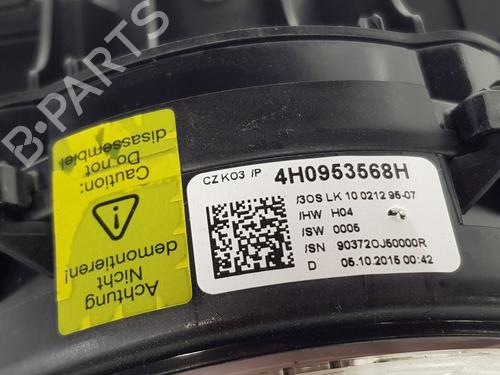 B-PARTS
Caution:
Do not
disassemble!
Achtung
Nicht
demontieren!
CZ K03 /P 4H0953568H
/3OS LK 10 0212 95-07
/HW H04
/SW 0005
/SN 90372OJ50000R
D 05.10.2015 00:42